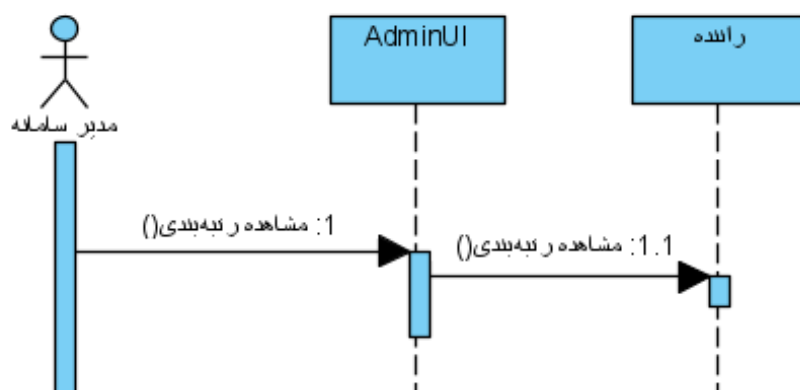 AdminUI
راننده
مدیر سامانه
1: مشاهده رتبه‌بندی()
1.1: مشاهده رتبه‌بندی()